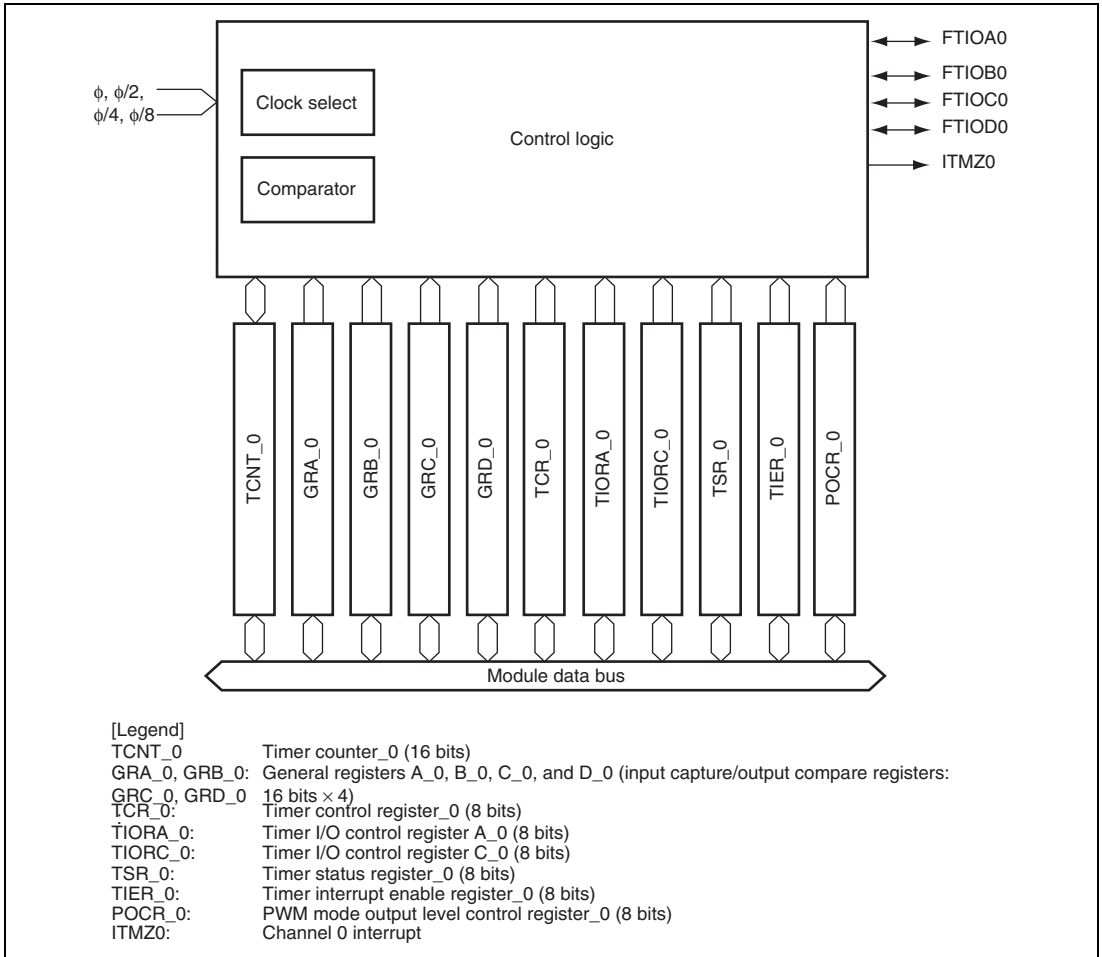 FTIOA0
φ, φ/2,
φ/4, φ/8
Clock select
Comparator
Control logic
FTIOB0
FTIOC0
FTIOD0
ITMZ0
TCNT_0
GRA_0
GRB_0
GRC_0
GRD_0
TCR_0
TIORA_0
TIORC_0
TSR_0
TIER_0
POCR_0
Module data bus
[Legend]
TCNT_0 Timer counter_0 (16 bits)
GRA_0, GRB_0: General registers A_0, B_0, C_0, and D_0 (input capture/output compare registers:
GRC_0, GRD_0 16 bits × 4)
:
TCR_0: Timer control register_0 (8 bits)
TIORA_0: Timer I/O control register A_0 (8 bits)
TIORC_0: Timer I/O control register C_0 (8 bits)
TSR_0: Timer status register_0 (8 bits)
TIER_0: Timer interrupt enable register_0 (8 bits)
POCR_0: PWM mode output level control register_0 (8 bits)
ITMZ0: Channel 0 interrupt